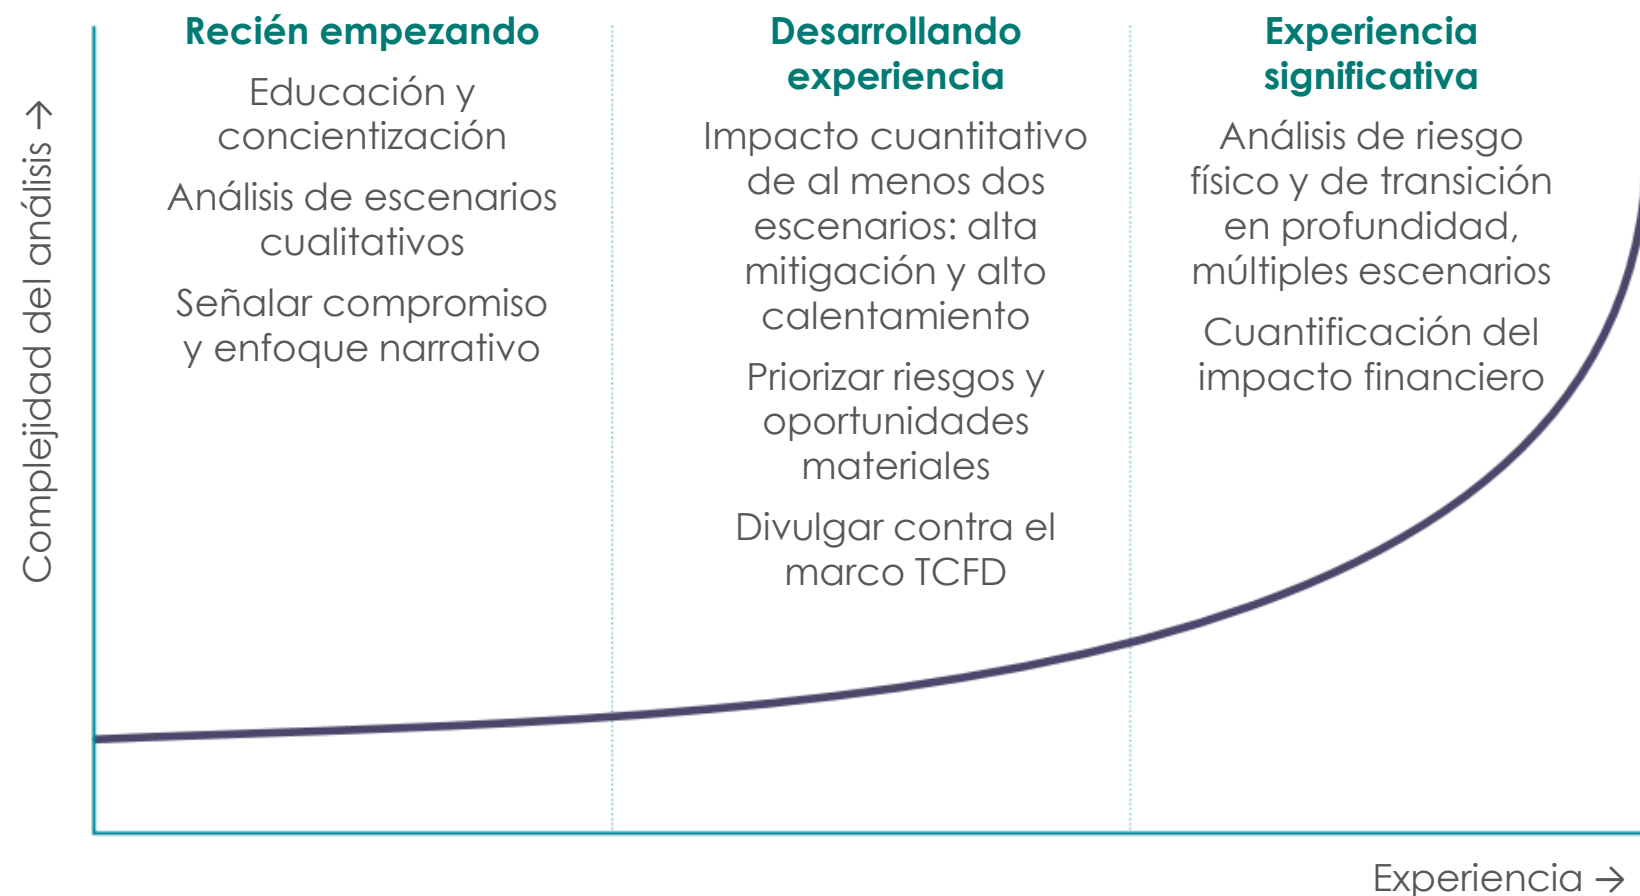 Complejidad del análisis →
Recién empezando
Educación y
concientización
Análisis de escenarios
cualitativos
Señalar compromiso
y enfoque narrativo
Desarrollando
experiencia
Impacto cuantitativo
de al menos dos
escenarios: alta
mitigación y alto
calentamiento
Priorizar riesgos y
oportunidades
materiales
Divulgar contra el
marco TCFD
Experiencia
significativa
Análisis de riesgo
físico y de transición
en profundidad,
múltiples escenarios
Cuantificación del
impacto financiero
Experiencia →